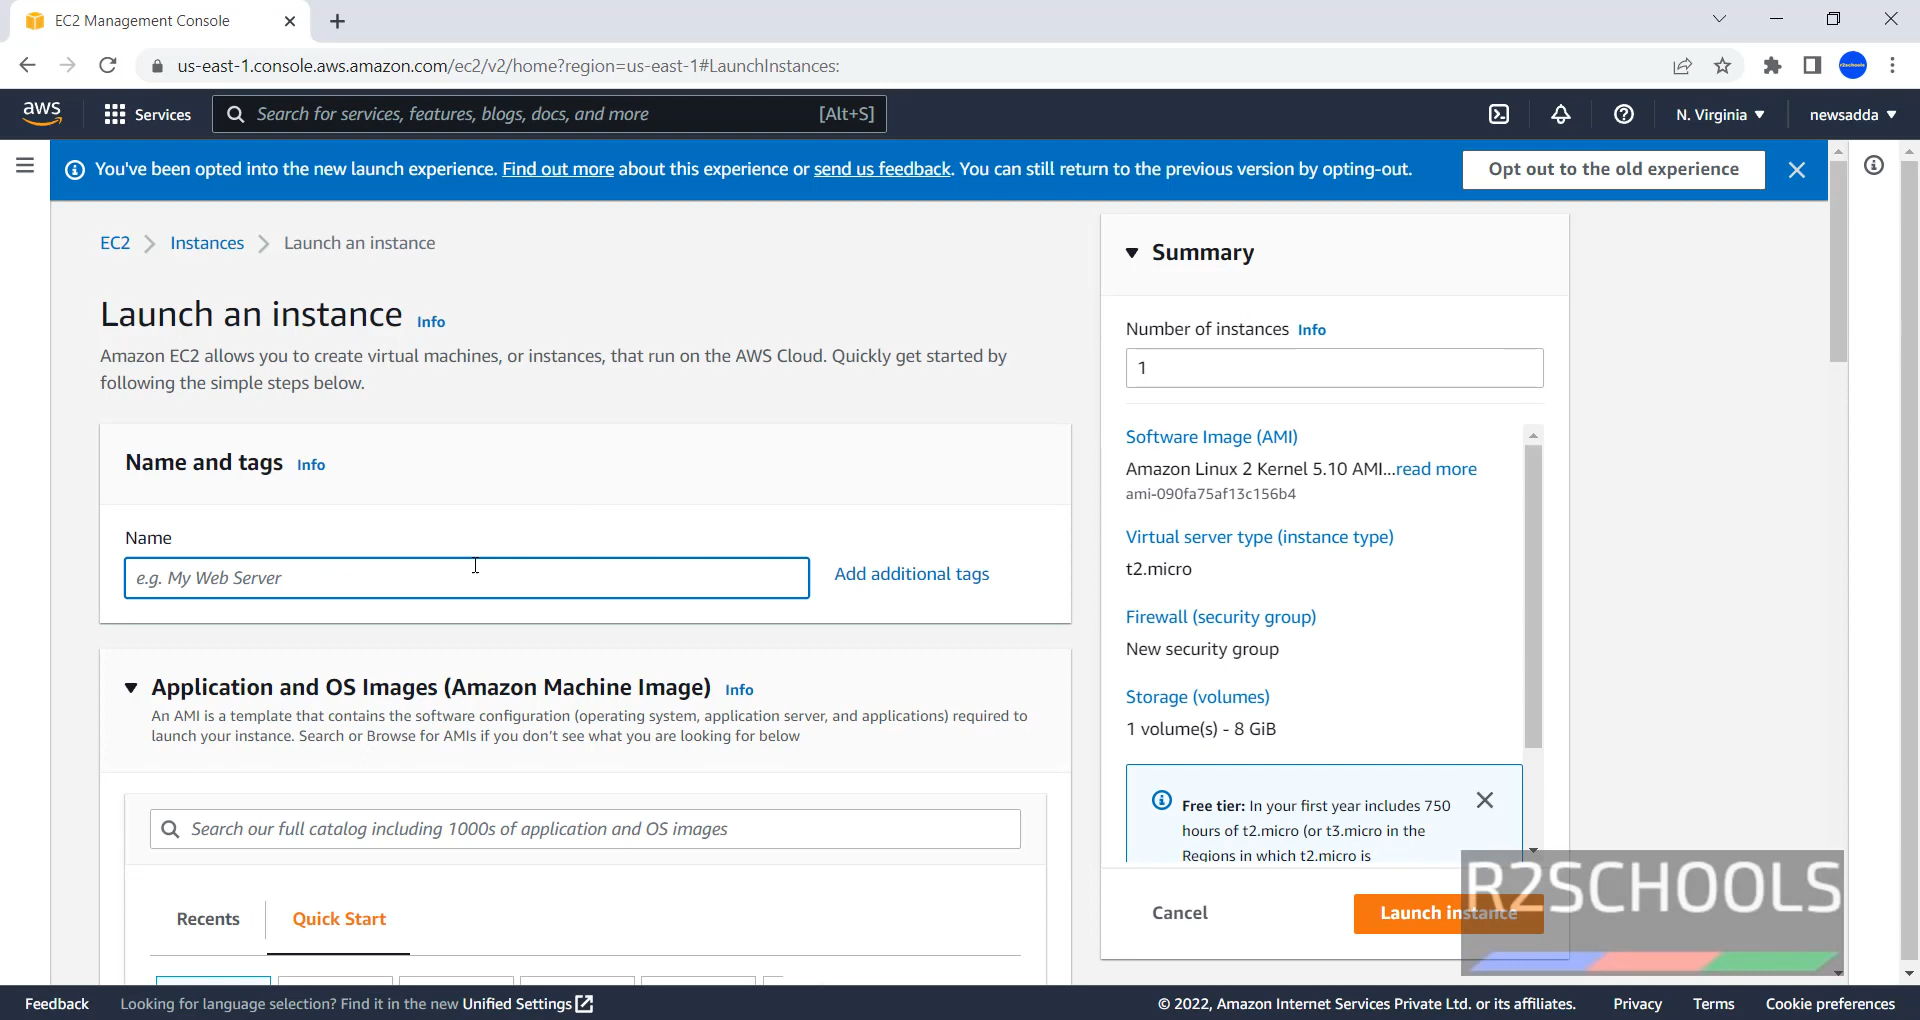 EC2 Management Console
us-east-1.console.aws.amazon.com/ec2/v2/home?region=us-east-1#LaunchInstances:
r2schools
aws
Services
Search for services, features, blogs, docs, and more
[Alt+S]
N. Virginia
newsadda
You've been opted into the new launch experience. Find out more about this experience or send us feedback. You can still return to the previous version by opting-out.
Opt out to the old experience
EC2 > Instances > Launch an instance
Launch an instance Info
Amazon EC2 allows you to create virtual machines, or instances, that run on the AWS Cloud. Quickly get started by
following the simple steps below.
Name and tags Info
Name
e.g. My Web Server
Add additional tags
Application and OS Images (Amazon Machine Image) Info
An AMI is a template that contains the software configuration (operating system, application server, and applications) required to
launch your instance. Search or Browse for AMIs if you don't see what you are looking for below
Search our full catalog including 1000s of application and OS images
Recents
Quick Start
Summary
Number of instances Info
1
Software Image (AMI)
Amazon Linux 2 Kernel 5.10 AMI...read more
ami-090fa75af13c156b4
Virtual server type (instance type)
t2.micro
Firewall (security group)
New security group
Storage (volumes)
1 volume(s) - 8 GiB
Free tier: In your first year includes 750
hours of t2.micro (or t3.micro in the
Regions in which t2.micro is
Cancel
Launch instance
R2SCHOOLS
Feedback
Looking for language selection? Find it in the new Unified Settings
© 2022, Amazon Internet Services Private Ltd. or its affiliates.
Privacy
Terms
Cookie preferences